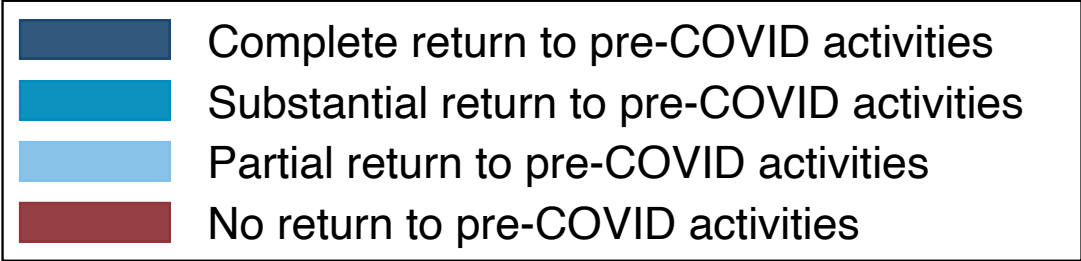 Complete return to pre-COVID activities
Substantial return to pre-COVID activities
Partial return to pre-COVID activities
No return to pre-COVID activities